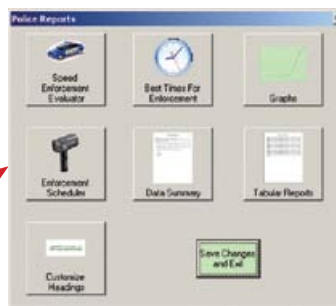 Police Reports
Speed
Enforcement
Evaluator
Best Times For
Enforcement
Graphs
Enforcement
Scheduler
Data Summary
Tabular Reports
Customize
Headings
Save Changes
and Exit